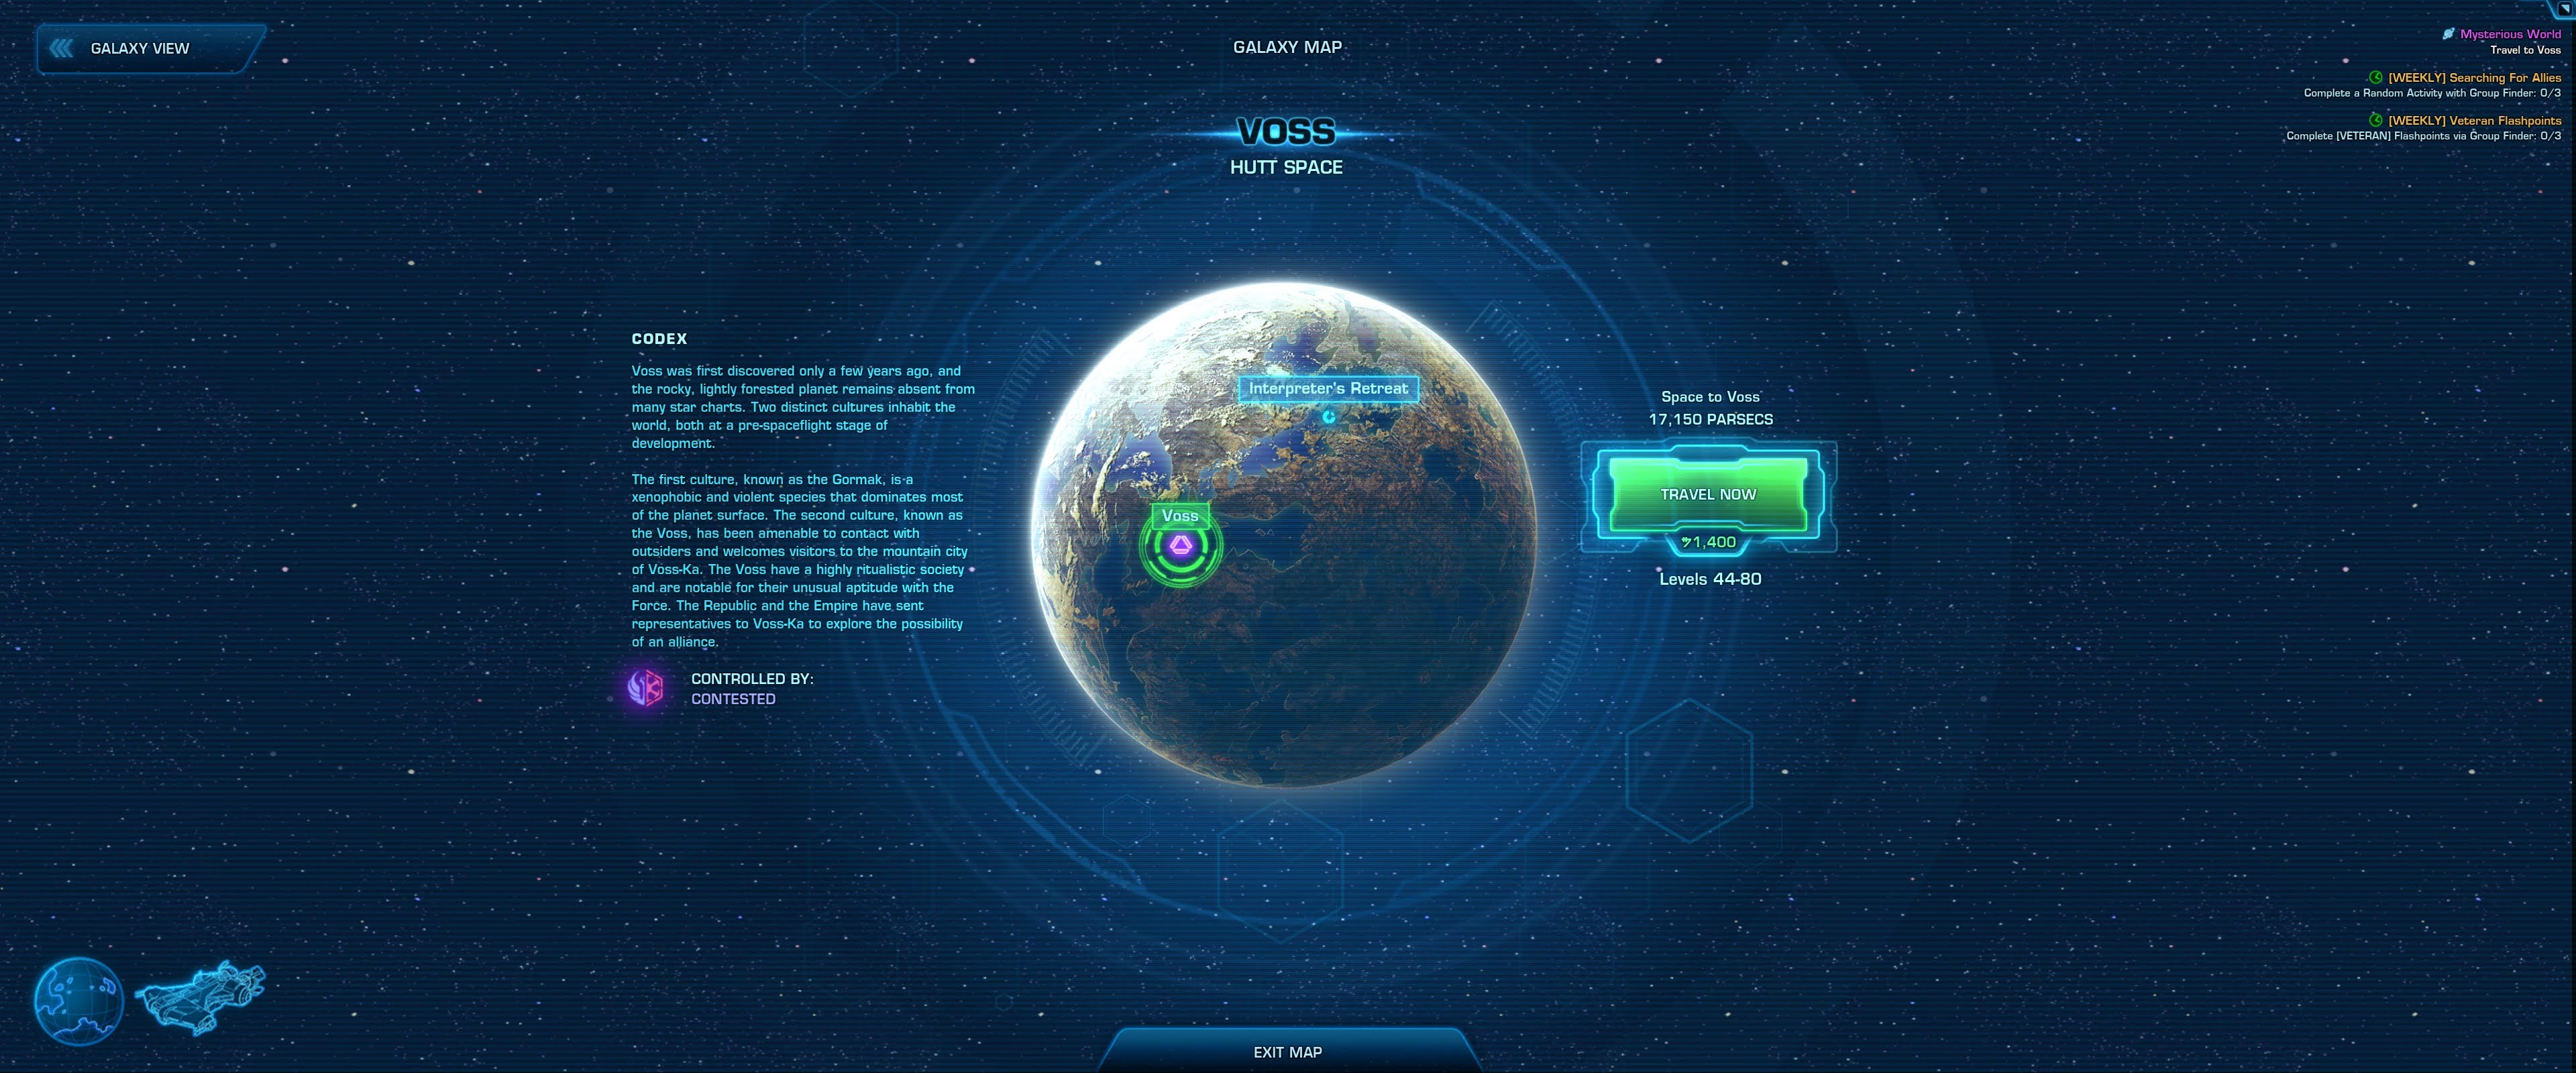 GALAXY VIEW
GALAXY MAP
Mysterious World
Travel to Voss
[WEEKLY] Searching For Allies
Complete a Random Activity with Group Finder: 0/3
[WEEKLY] Veteran Flashpoints
Complete [VETERAN] Flashpoints via Group Finder: 0/3
VOSS
HUTT SPACE
CODEX
Voss was first discovered only a few years ago, and
the rocky, lightly forested planet remains absent from
many star charts. Two distinct cultures inhabit the
world, both at a pre-spaceflight stage of
development.
The first culture, known as the Gormak, is a
xenophobic and violent species that dominates most
of the planet surface. The second culture, known as
the Voss, has been amenable to contact with
outsiders and welcomes visitors to the mountain city
of Voss-Ka. The Voss have a highly ritualistic society
and are notable for their unusual aptitude with the
Force. The Republic and the Empire have sent
representatives to Voss-Ka to explore the possibility
of an alliance.
CONTROLLED BY:
CONTESTED
Interpreter's Retreat
Voss
Space to Voss
17,150 PARSECS
TRAVEL NOW
1,400
Levels 44-80
EXIT MAP